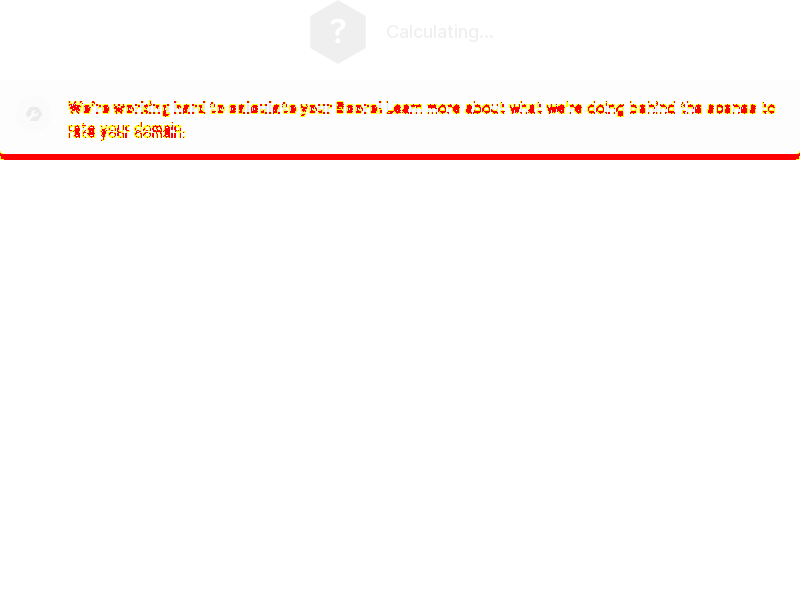 ?
Calculating...
We're working hard to calculate your Score! Learn more about what we're doing behind the scenes to
rate your domain.